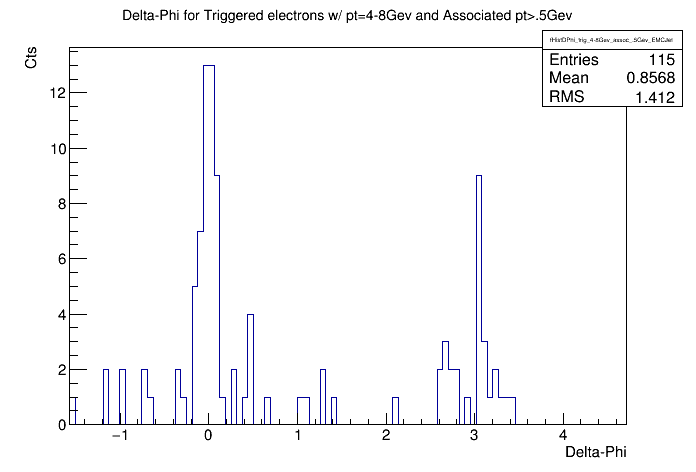 Delta-Phi for Triggered electrons w/ pt=4-8Gev and Associated pt>.5Gev
Cts
fHistDPhi_trig_4-8Gev_assoc_.5Gev_EMCJet
Entries 115
Mean 0.8568
RMS 1.412
12
10
8
6
4
2
0
−1 0 1 2 3 4
Delta-Phi